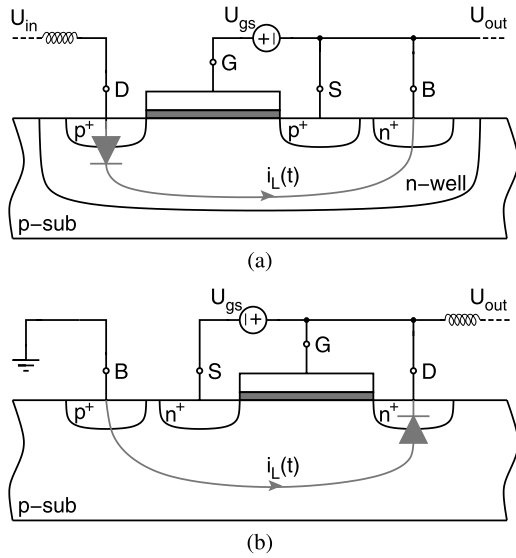 U_in U_gs U_out
+|
G
D S B
p+ p+ n+
i_L(t)
n-well
p-sub
(a)
U_gs U_out
|+
G
B S D
p+ n+ n+
i_L(t)
p-sub
(b)